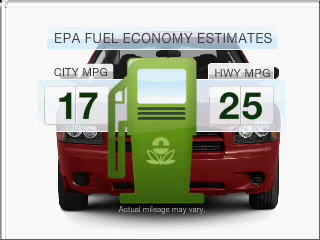 EPA FUEL ECONOMY ESTIMATES
CITY MPG
HWY MPG
17
25
Actual mileage may vary.